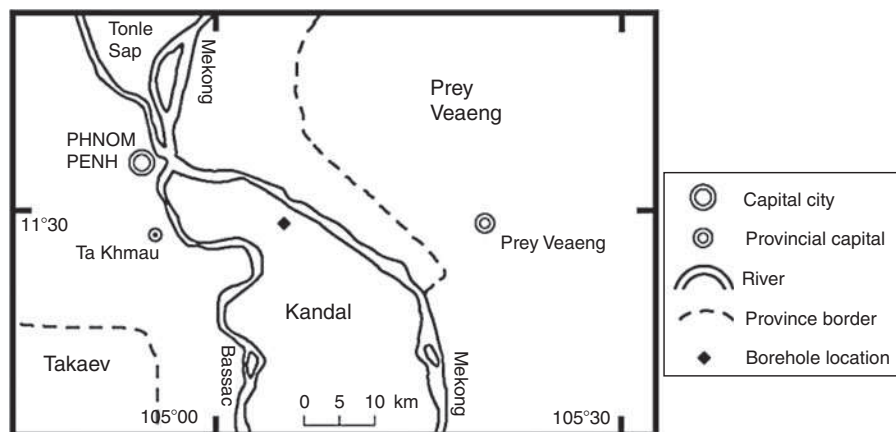 Tonle
Sap
Mekong
Prey
Veaeng
PHNOM
PENH
11°30
Ta Khmau
Prey Veaeng
Kandal
Takaev
Bassac
Mekong
0 5 10 km
105°00
105°30
Capital city
Provincial capital
River
Province border
Borehole location